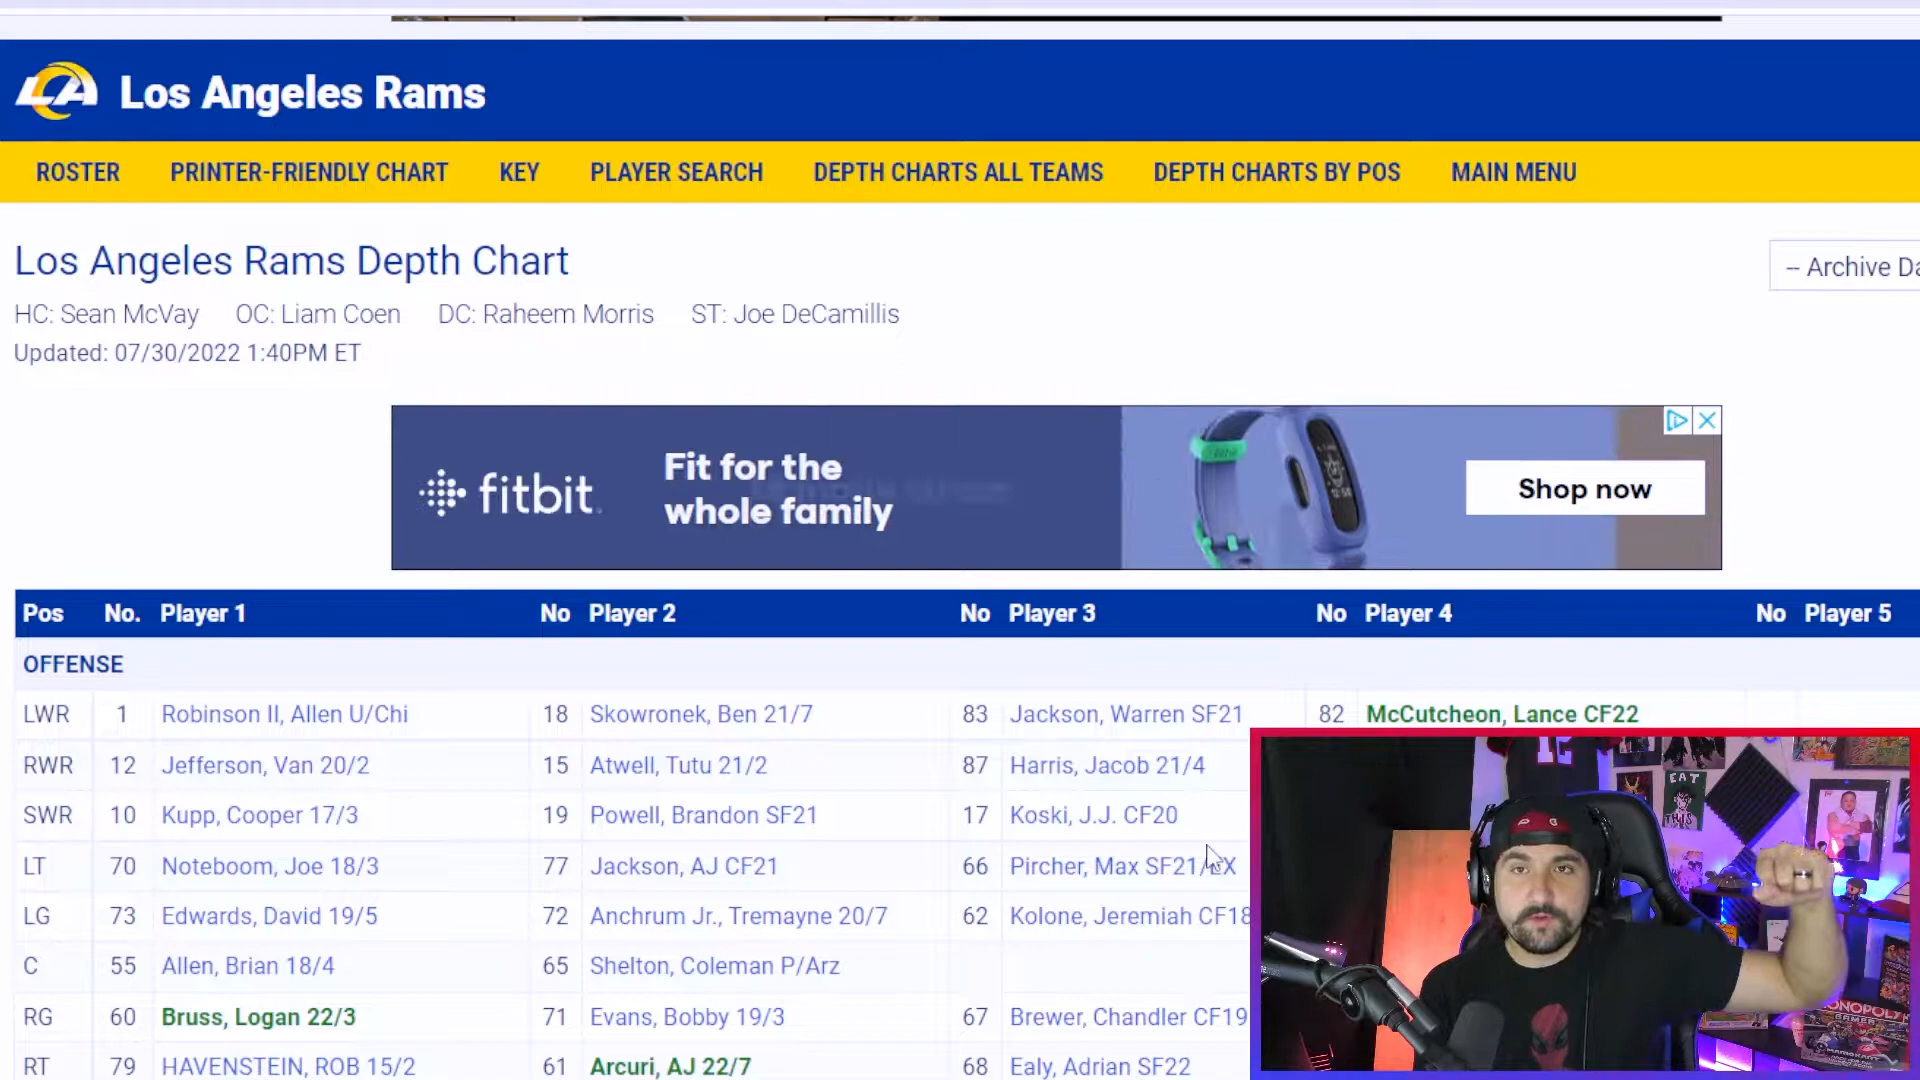 LA Los Angeles Rams
ROSTER PRINTER-FRIENDLY CHART KEY PLAYER SEARCH DEPTH CHARTS ALL TEAMS DEPTH CHARTS BY POS MAIN MENU
Los Angeles Rams Depth Chart
-- Archive Da
HC: Sean McVay OC: Liam Coen DC: Raheem Morris ST: Joe DeCamillis
Updated: 07/30/2022 1:40PM ET
fitbit.
Fit for the
whole family
Shop now
Pos No. Player 1 No Player 2 No Player 3 No Player 4 No Player 5
OFFENSE
LWR 1 Robinson II, Allen U/Chi 18 Skowronek, Ben 21/7 83 Jackson, Warren SF21 82 McCutcheon, Lance CF22
RWR 12 Jefferson, Van 20/2 15 Atwell, Tutu 21/2 87 Harris, Jacob 21/4
SWR 10 Kupp, Cooper 17/3 19 Powell, Brandon SF21 17 Koski, J.J. CF20
LT 70 Noteboom, Joe 18/3 77 Jackson, AJ CF21 66 Pircher, Max SF21/EX
LG 73 Edwards, David 19/5 72 Anchrum Jr., Tremayne 20/7 62 Kolone, Jeremiah CF18
C 55 Allen, Brian 18/4 65 Shelton, Coleman P/Arz
RG 60 Bruss, Logan 22/3 71 Evans, Bobby 19/3 67 Brewer, Chandler CF19
RT 79 HAVENSTEIN, ROB 15/2 61 Arcuri, AJ 22/7 68 Ealy, Adrian SF22
12
EAT
THIS
MONOPOLY
GAMER